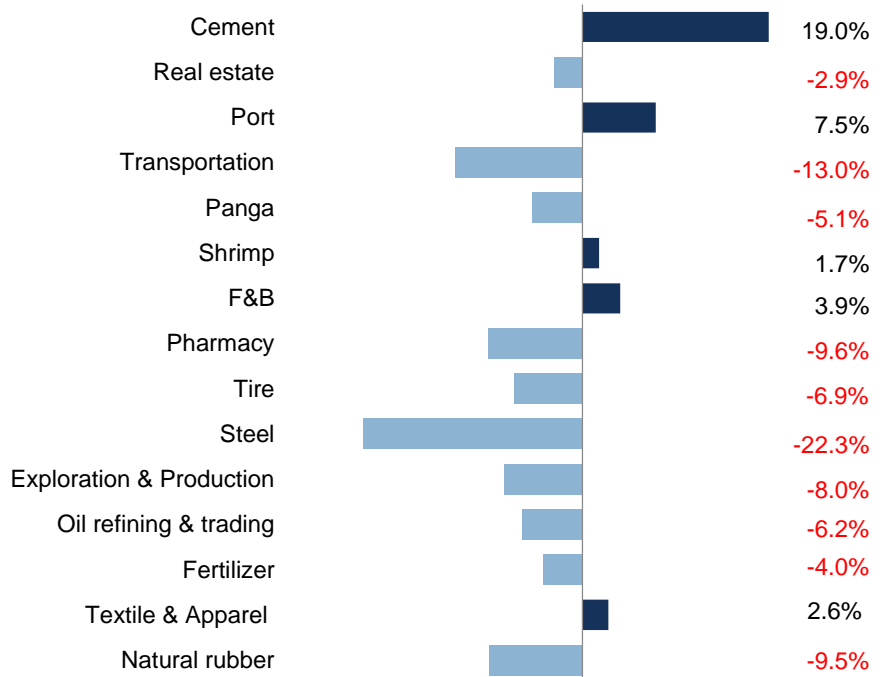 Cement 19.0%
Real estate -2.9%
Port 7.5%
Transportation -13.0%
Panga -5.1%
Shrimp 1.7%
F&B 3.9%
Pharmacy -9.6%
Tire -6.9%
Steel -22.3%
Exploration & Production -8.0%
Oil refining & trading -6.2%
Fertilizer -4.0%
Textile & Apparel 2.6%
Natural rubber -9.5%